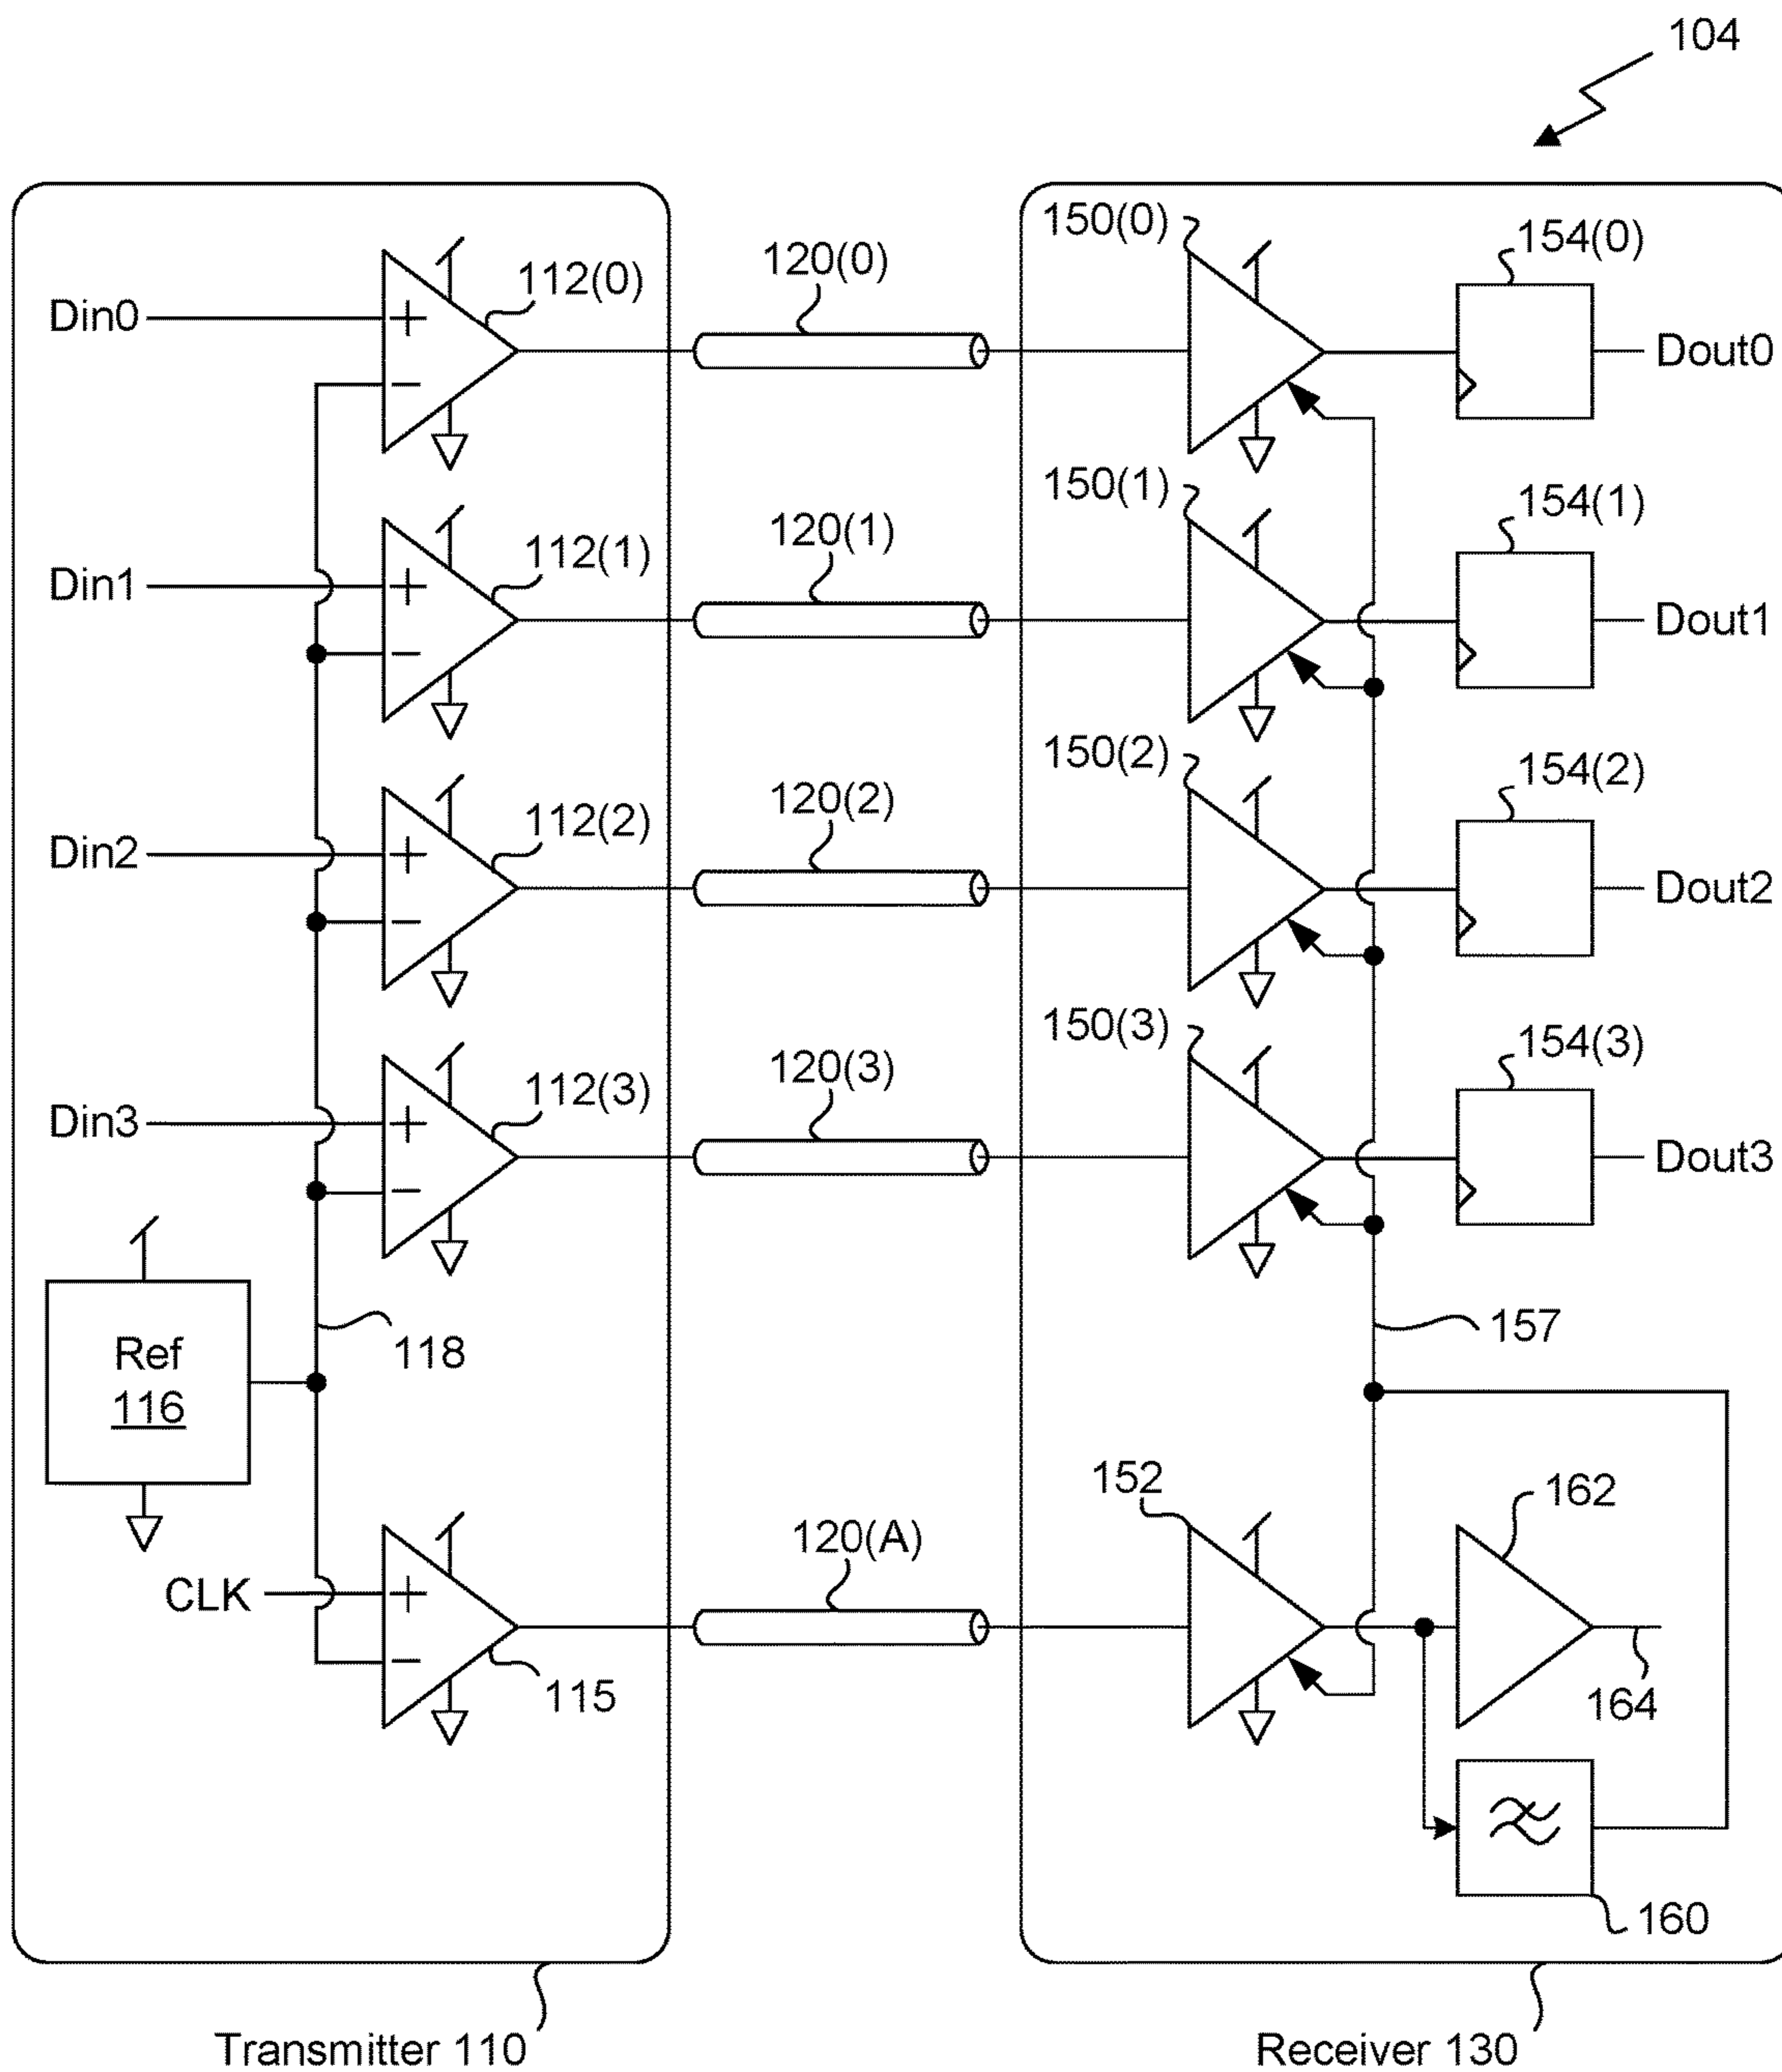 104
150(0)
154(0)
120(0)
112(0)
Din0
+
Dout0
−
150(1)
154(1)
120(1)
112(1)
Din1
+
Dout1
−
150(2)
154(2)
120(2)
112(2)
Din2
+
Dout2
−
150(3)
154(3)
120(3)
112(3)
Din3
+
Dout3
−
Ref
116
118
157
152
162
120(A)
CLK
+
−
115
164
160
Transmitter 110
Receiver 130